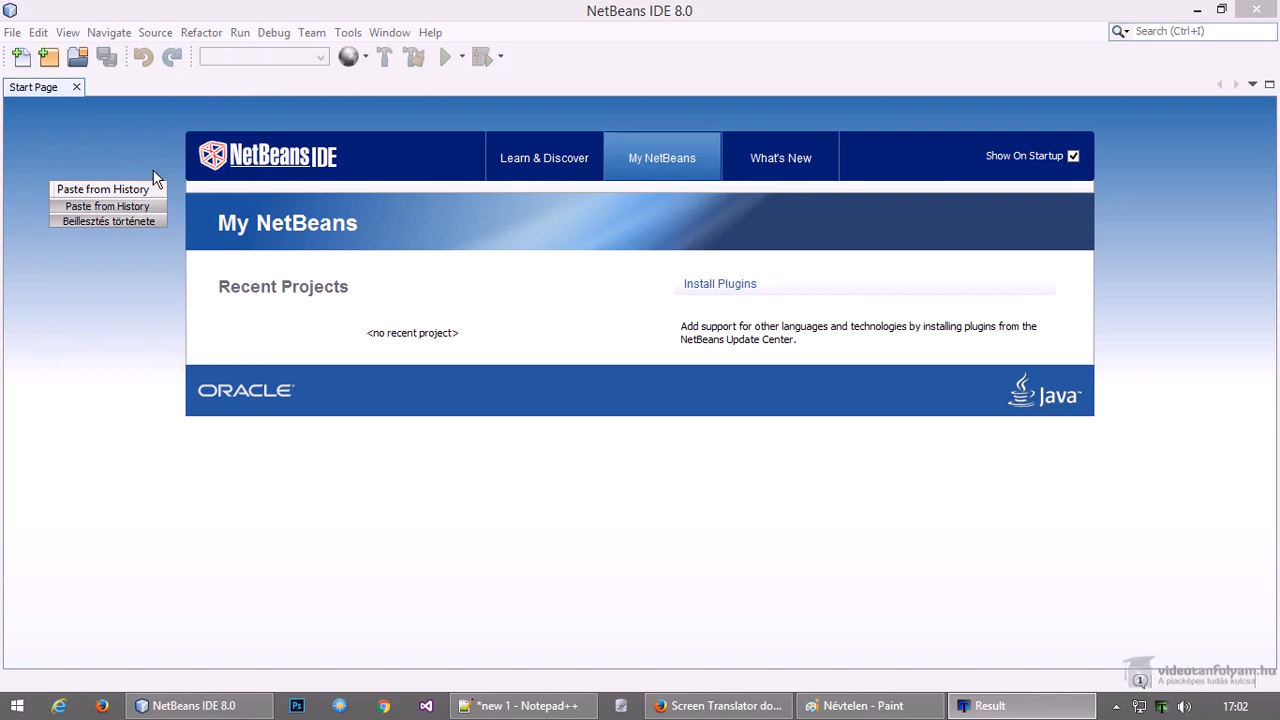 NetBeans IDE 8.0
File Edit View Navigate Source Refactor Run Debug Team Tools Window Help
Search (Ctrl+I)
Start Page
NetBeans IDE
Learn & Discover
My NetBeans
What's New
Show On Startup
Paste from History
Paste from History
Beillesztés története
My NetBeans
Recent Projects
<no recent project>
Install Plugins
Add support for other languages and technologies by installing plugins from the
NetBeans Update Center.
ORACLE
Java
videotanfolyam.hu
A piacképes tudás kulcsa
NetBeans IDE 8.0
*new 1 - Notepad++
Screen Translator do...
Névtelen - Paint
Result
17:02